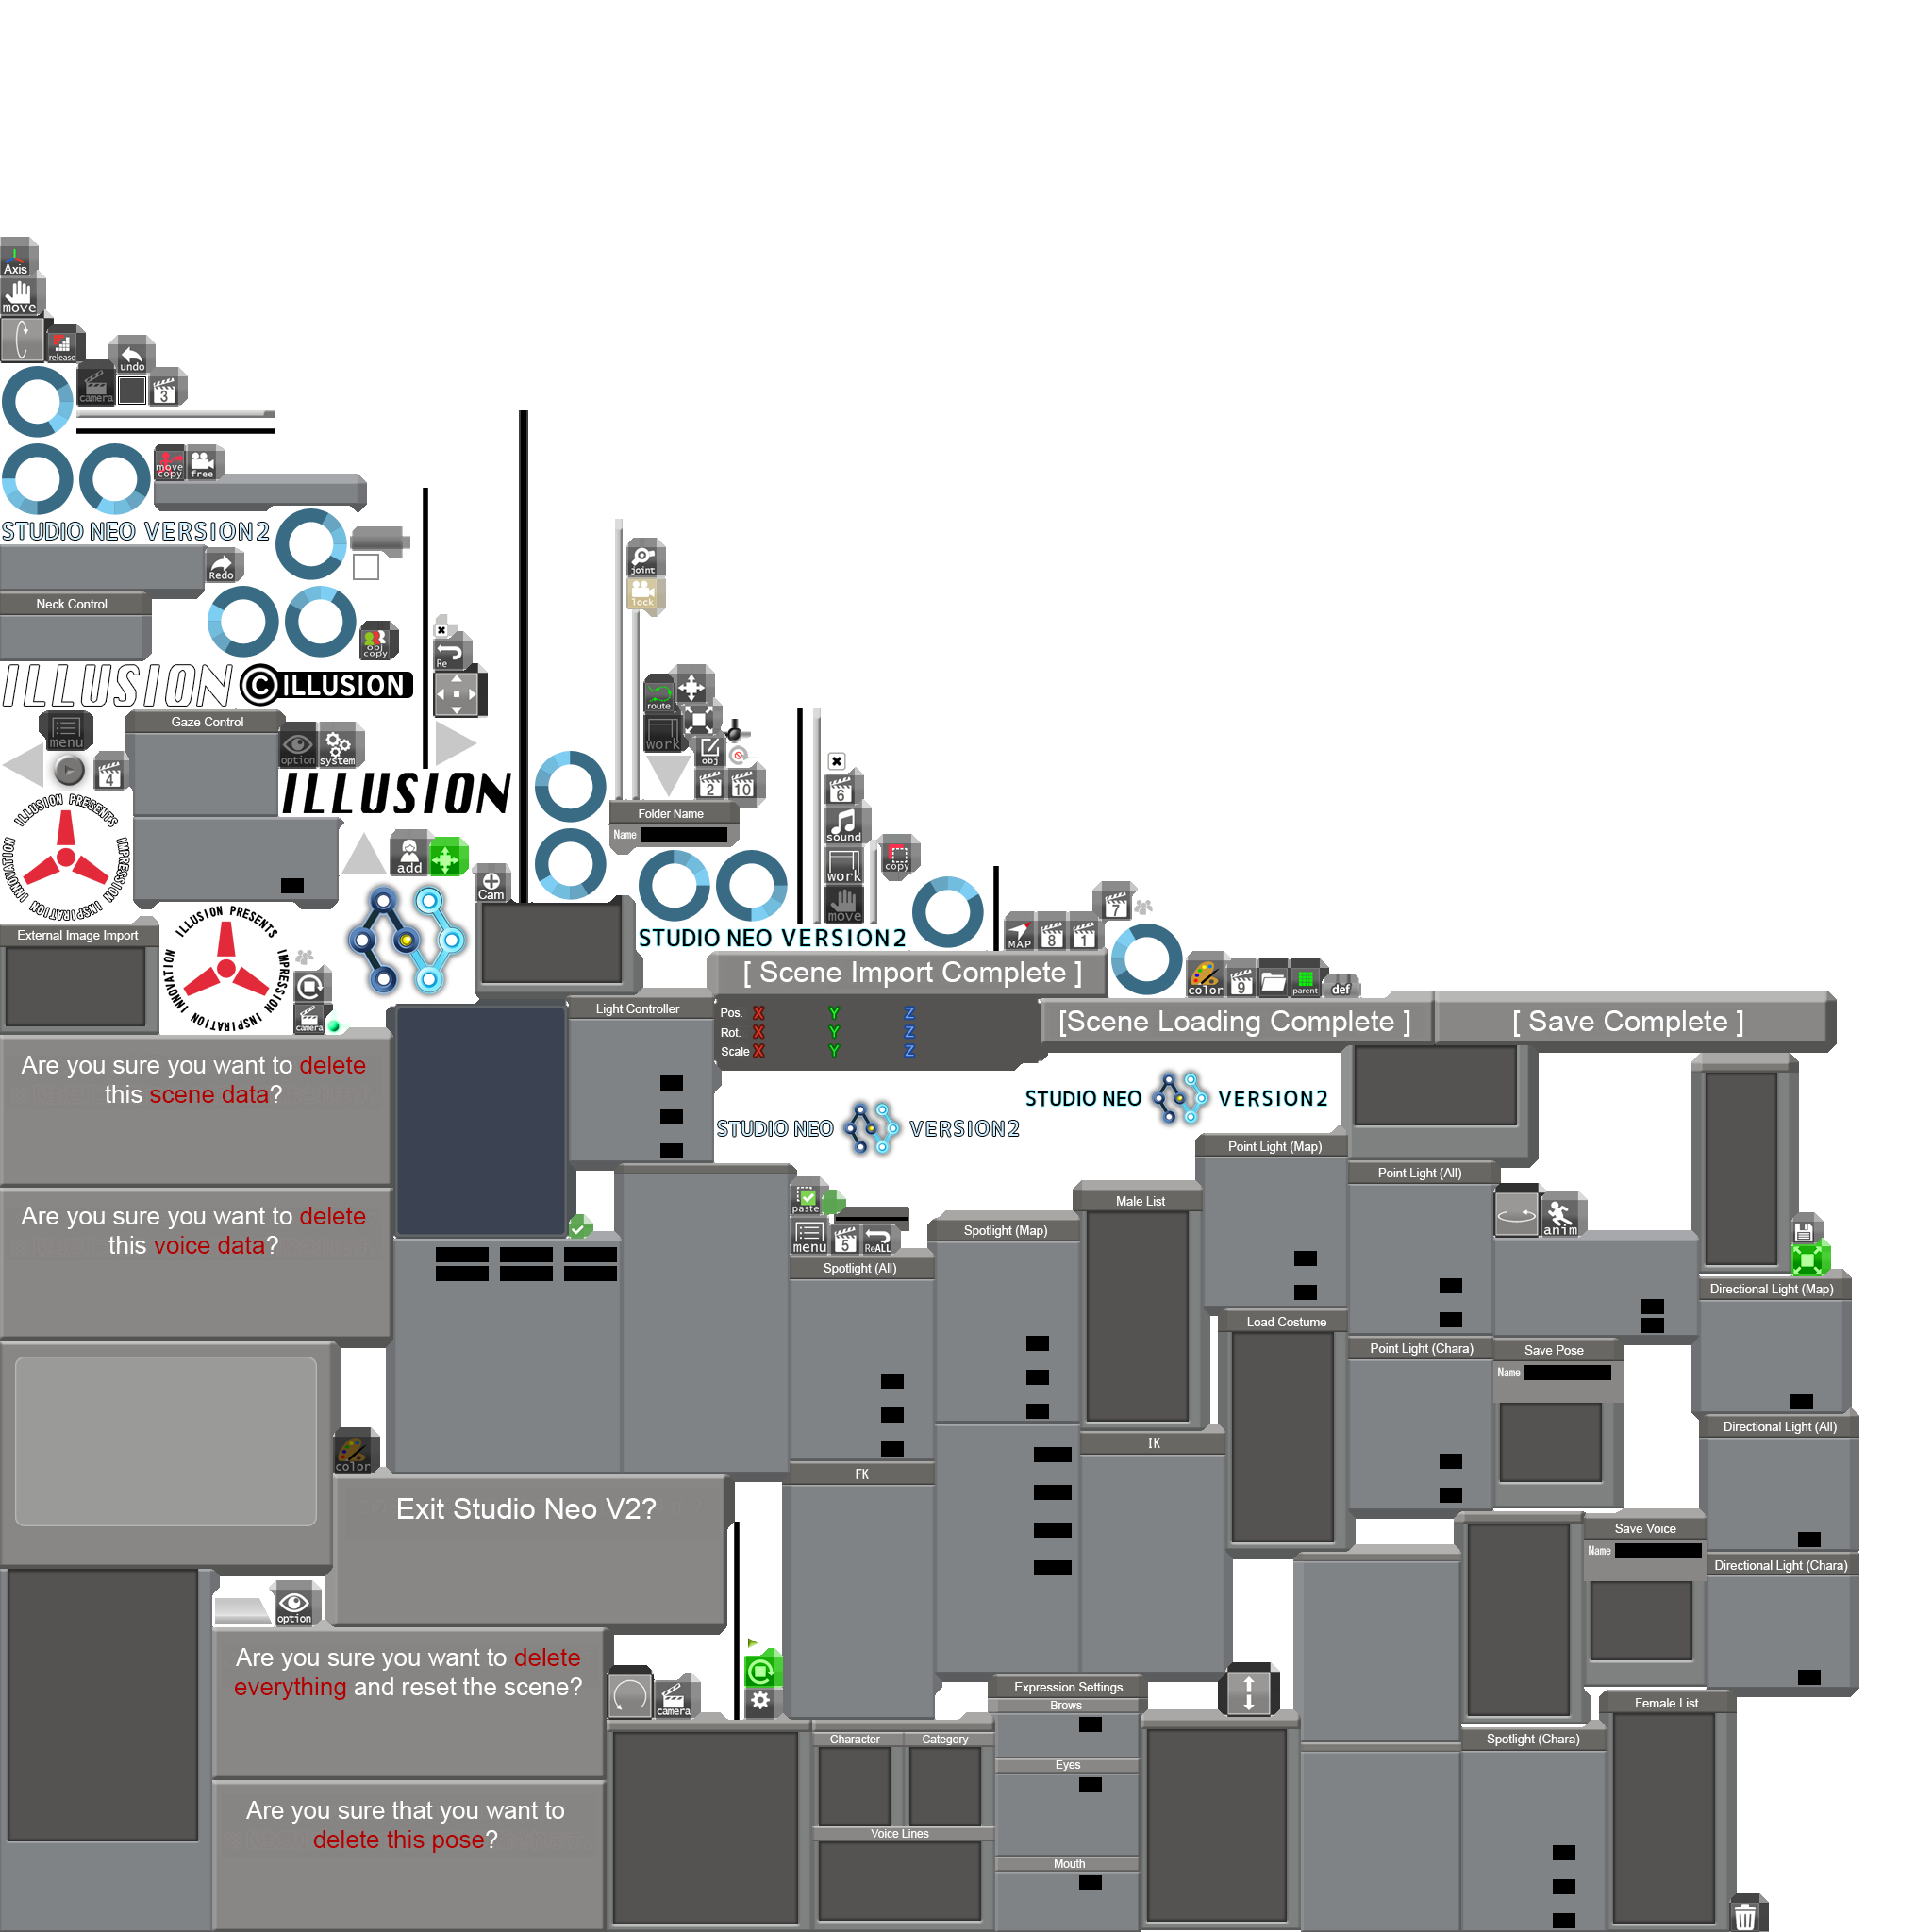 Axis
move
release
undo
camera
3
move
copy
free
STUDIO NEO VERSION2
Redo
joint
lock
Neck Control
obj
copy
Re
ILLUSION
© ILLUSION
route
menu
Gaze Control
option
system
work
obj
4
2
10
ILLUSION
6
Folder Name
Name
sound
ILLUSION PRESENTS IMPRESSION INSPIRATION INNOVATION
add
copy
work
Cam
move
7
External Image Import
ILLUSION PRESENTS IMPRESSION INSPIRATION INNOVATION
STUDIO NEO VERSION2
MAP
8
1
[ Scene Import Complete ]
color
9
parent
def
camera
Light Controller
Pos. X Y Z
Rot. X Y Z
Scale X Y Z
[Scene Loading Complete ]
[ Save Complete ]
Are you sure you want to delete
this scene data?
STUDIO NEO VERSION2
STUDIO NEO VERSION2
Point Light (Map)
Point Light (All)
Are you sure you want to delete
this voice data?
paste
Male List
menu
5
ReALL
Spotlight (Map)
anim
Spotlight (All)
Directional Light (Map)
Load Costume
Point Light (Chara)
Save Pose
Name
Directional Light (All)
color
IK
FK
Exit Studio Neo V2?
Save Voice
Name
Directional Light (Chara)
option
Are you sure you want to delete
everything and reset the scene?
camera
Expression Settings
Brows
Female List
Character
Category
Spotlight (Chara)
Eyes
Are you sure that you want to
delete this pose?
Voice Lines
Mouth